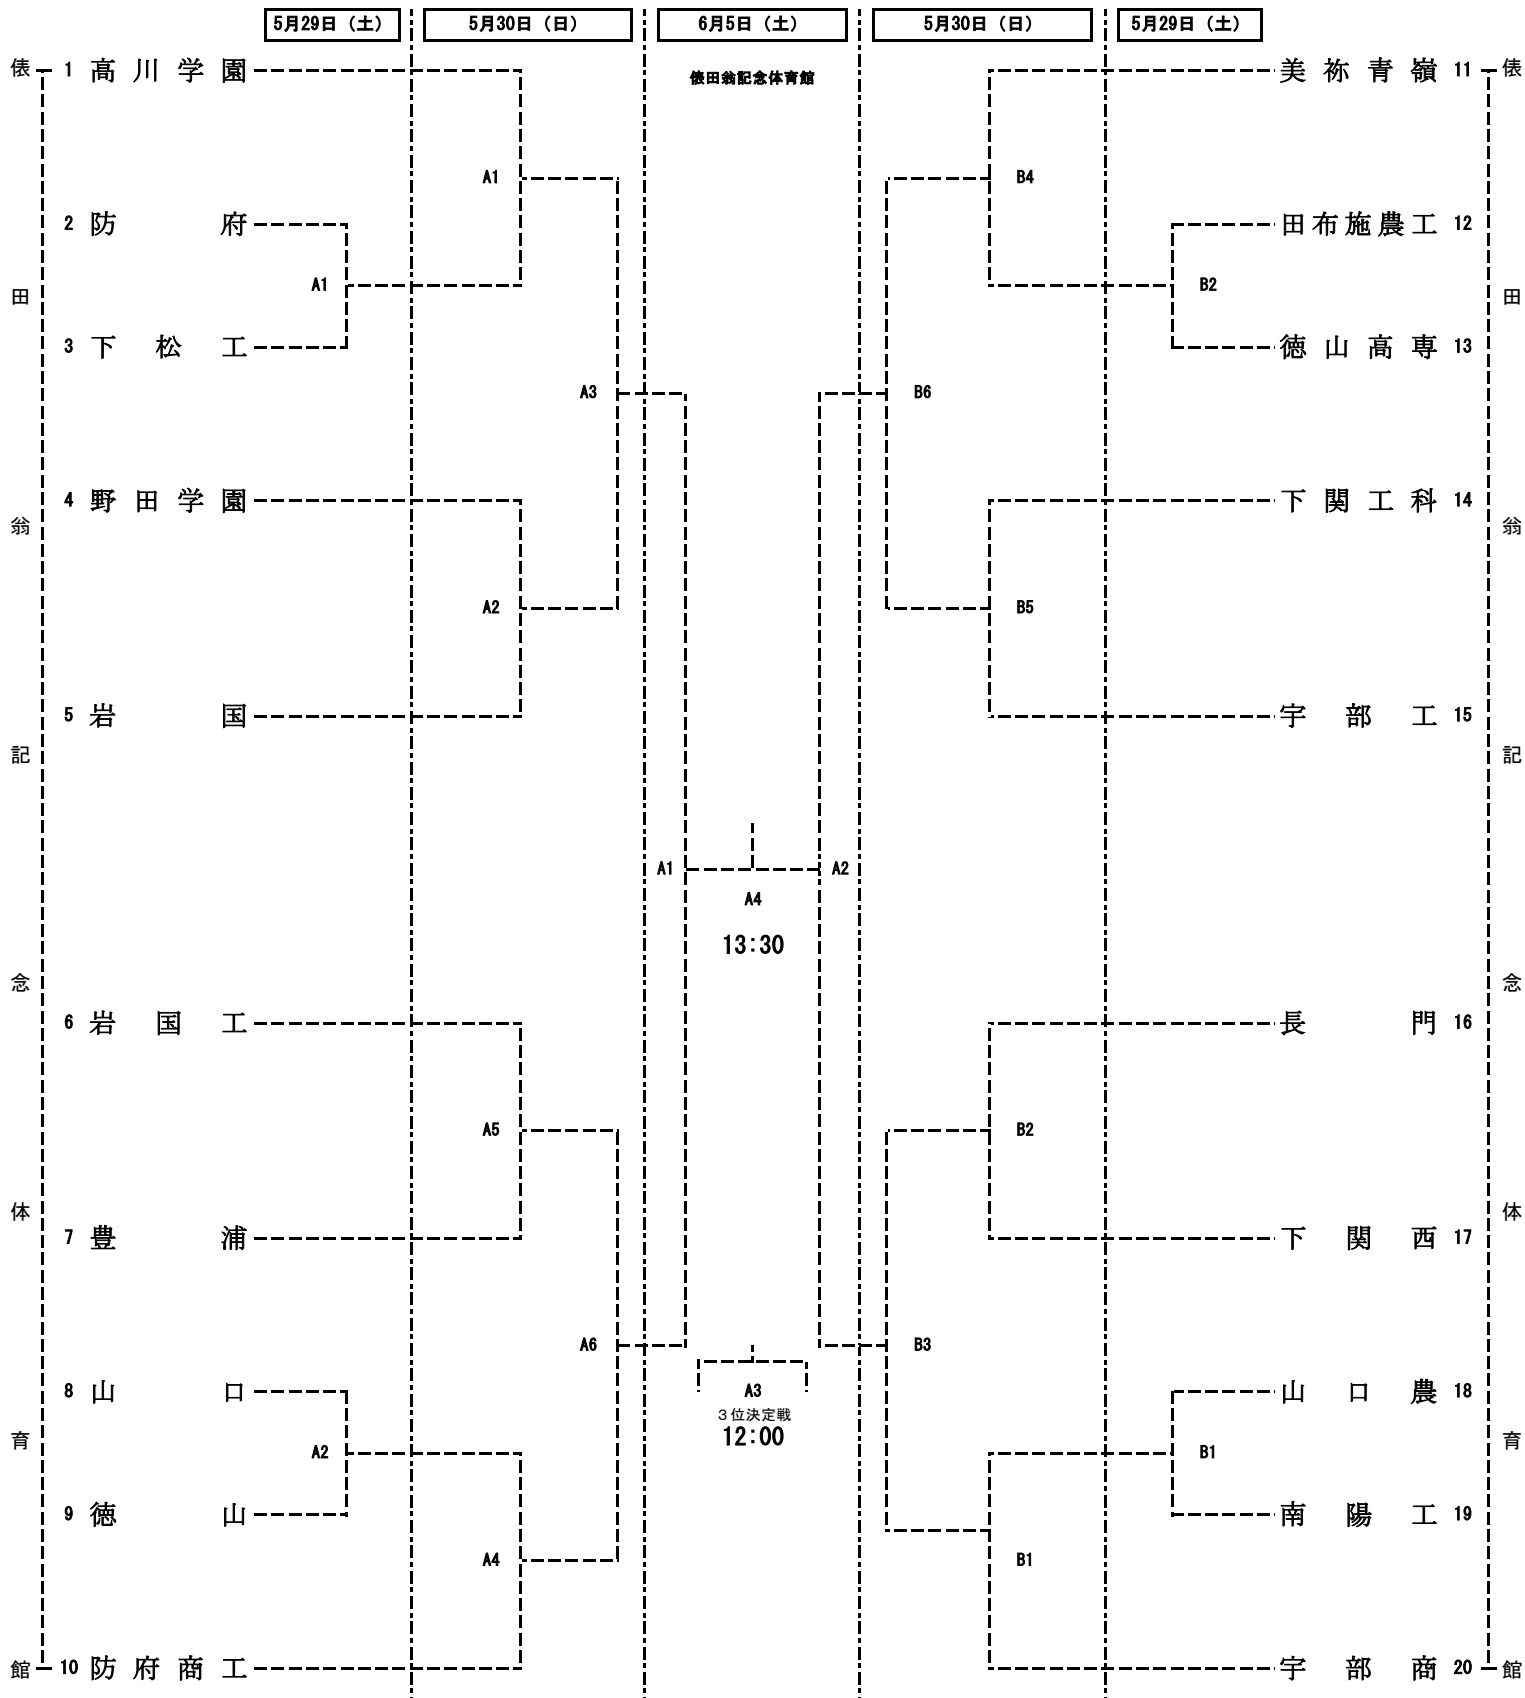 5月29日（土） 5月30日（日） 6月5日（土） 5月30日（日） 5月29日（土）
俵田翁記念体育館
俵田翁記念体育館
俵田翁記念体育館
1 高川学園
A1
2 防府
A1
3 下松工
A3
4 野田学園
A2
5 岩国
6 岩国工
A5
7 豊浦
A6
8 山口
A2
9 徳山
A4
10 防府商工
A1
A2
A4
13:30
A3
3位決定戦
12:00
美祢青嶺 11
B4
田布施農工 12
B2
徳山高専 13
B6
下関工科 14
B5
宇部工 15
長門 16
B2
下関西 17
B3
山口農 18
B1
南陽工 19
B1
宇部商 20